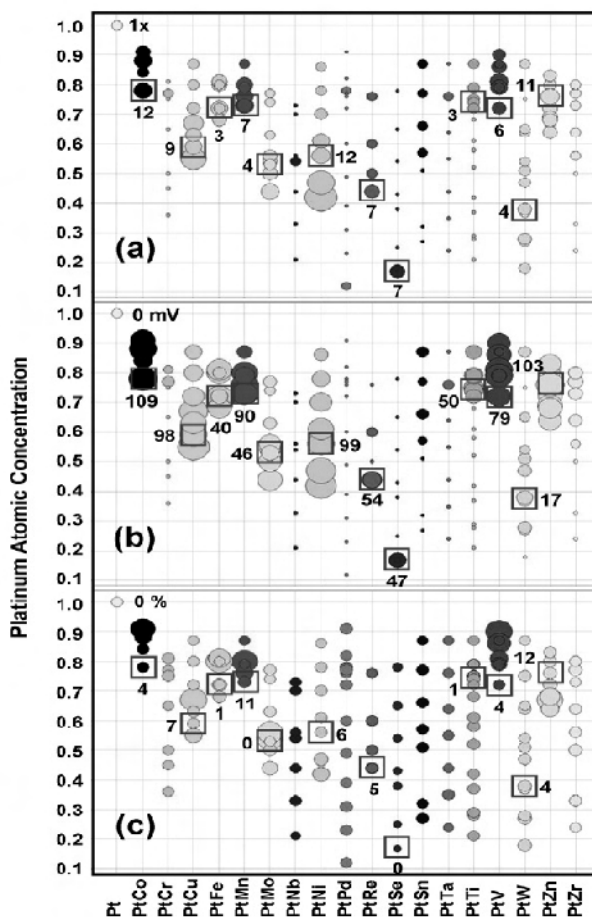 Platinum Atomic Concentration
1.0
0.9
0.8
0.7
0.6
0.5
0.4
0.3
0.2
0.1
1x
12
9
3
7
4
12
7
7
3
6
11
4
(a)
1.0
0.9
0.8
0.7
0.6
0.5
0.4
0.3
0.2
0.1
0 mV
109
98
40
90
46
99
54
47
50
79
103
17
(b)
1.0
0.9
0.8
0.7
0.6
0.5
0.4
0.3
0.2
0.1
0 %
4
7
1
11
0
6
5
0
1
4
12
4
(c)
Pt
PtCo
PtCr
PtCu
PtFe
PtMn
PtMo
PtNb
PtNi
PtPd
PtRe
PtSe
PtSn
PtTa
PtTi
PtV
PtW
PtZn
PtZr